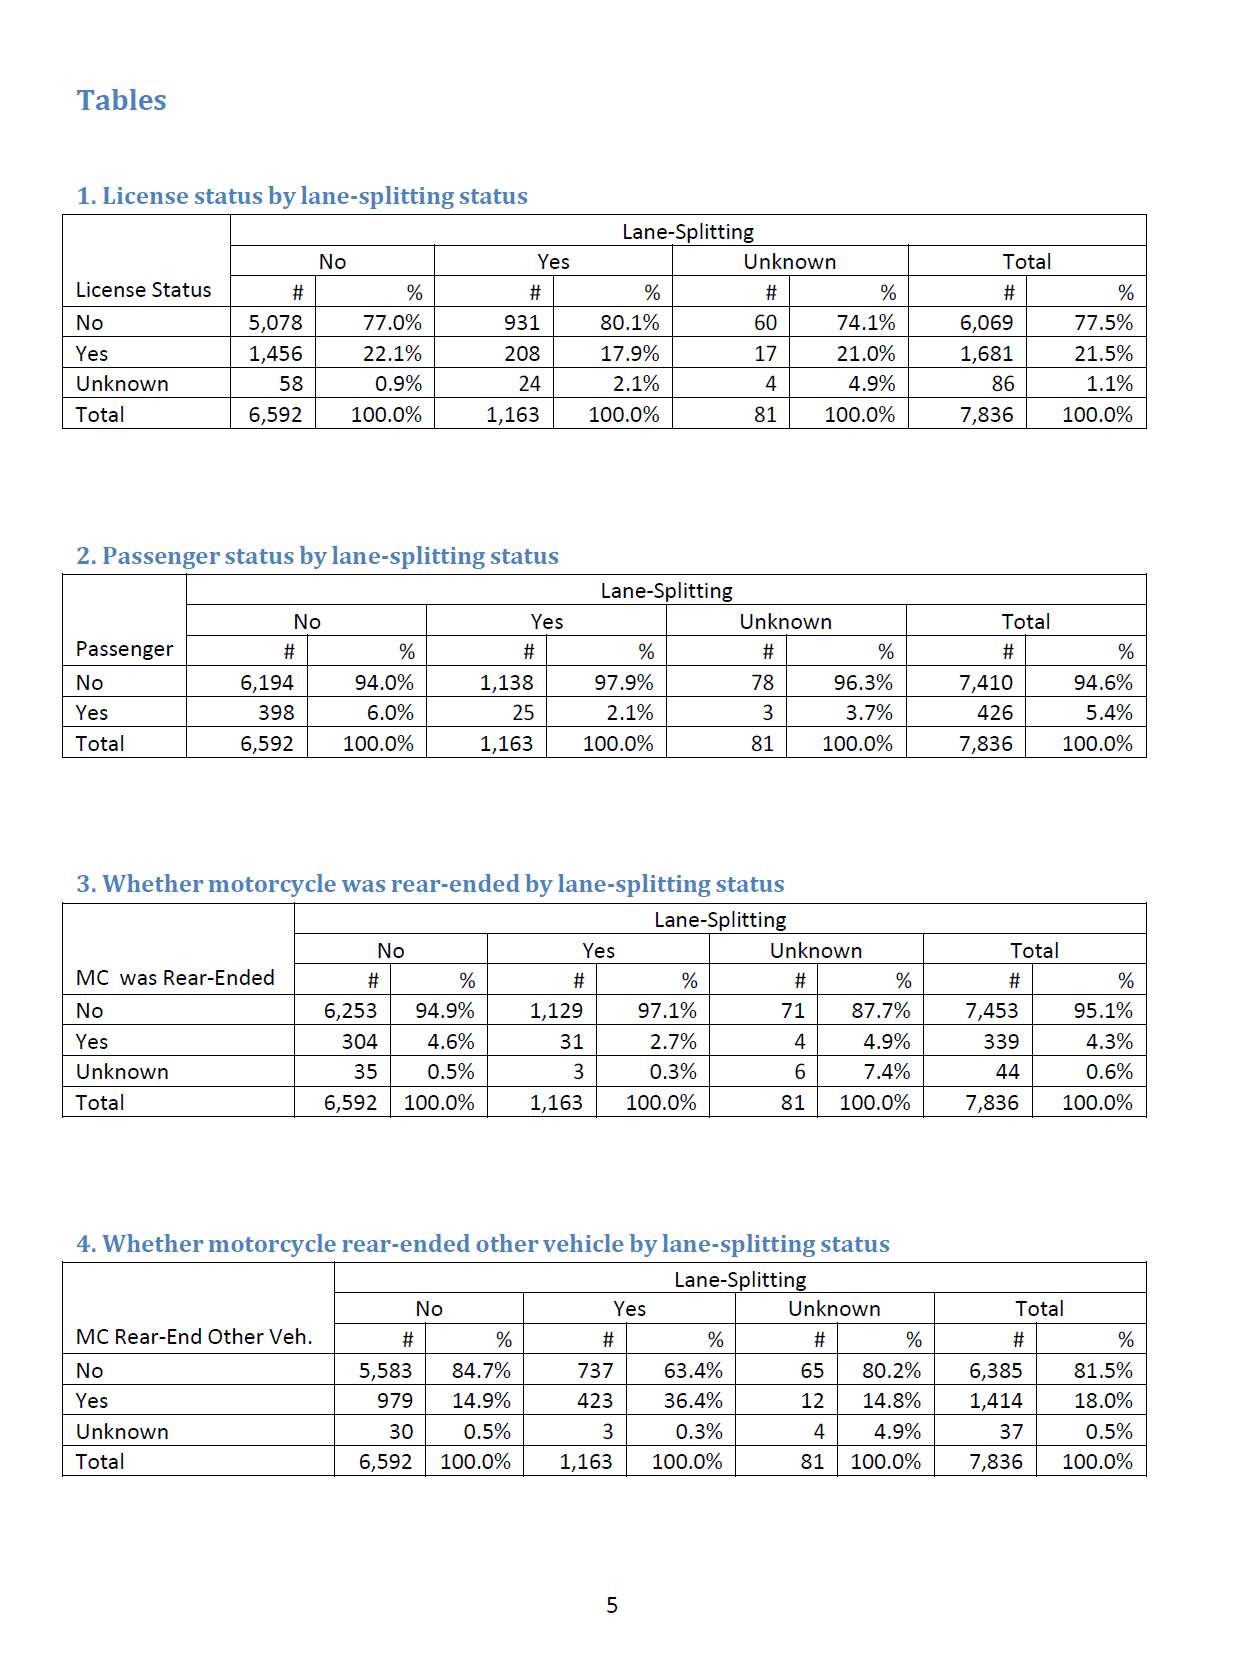 Tables
1. License status by lane-splitting status
Lane-Splitting
No Yes Unknown Total
License Status # % # % # % # %
No 5,078 77.0% 931 80.1% 60 74.1% 6,069 77.5%
Yes 1,456 22.1% 208 17.9% 17 21.0% 1,681 21.5%
Unknown 58 0.9% 24 2.1% 4 4.9% 86 1.1%
Total 6,592 100.0% 1,163 100.0% 81 100.0% 7,836 100.0%
2. Passenger status by lane-splitting status
Lane-Splitting
No Yes Unknown Total
Passenger # % # % # % # %
No 6,194 94.0% 1,138 97.9% 78 96.3% 7,410 94.6%
Yes 398 6.0% 25 2.1% 3 3.7% 426 5.4%
Total 6,592 100.0% 1,163 100.0% 81 100.0% 7,836 100.0%
3. Whether motorcycle was rear-ended by lane-splitting status
Lane-Splitting
No Yes Unknown Total
MC was Rear-Ended # % # % # % # %
No 6,253 94.9% 1,129 97.1% 71 87.7% 7,453 95.1%
Yes 304 4.6% 31 2.7% 4 4.9% 339 4.3%
Unknown 35 0.5% 3 0.3% 6 7.4% 44 0.6%
Total 6,592 100.0% 1,163 100.0% 81 100.0% 7,836 100.0%
4. Whether motorcycle rear-ended other vehicle by lane-splitting status
Lane-Splitting
No Yes Unknown Total
MC Rear-End Other Veh. # % # % # % # %
No 5,583 84.7% 737 63.4% 65 80.2% 6,385 81.5%
Yes 979 14.9% 423 36.4% 12 14.8% 1,414 18.0%
Unknown 30 0.5% 3 0.3% 4 4.9% 37 0.5%
Total 6,592 100.0% 1,163 100.0% 81 100.0% 7,836 100.0%
5